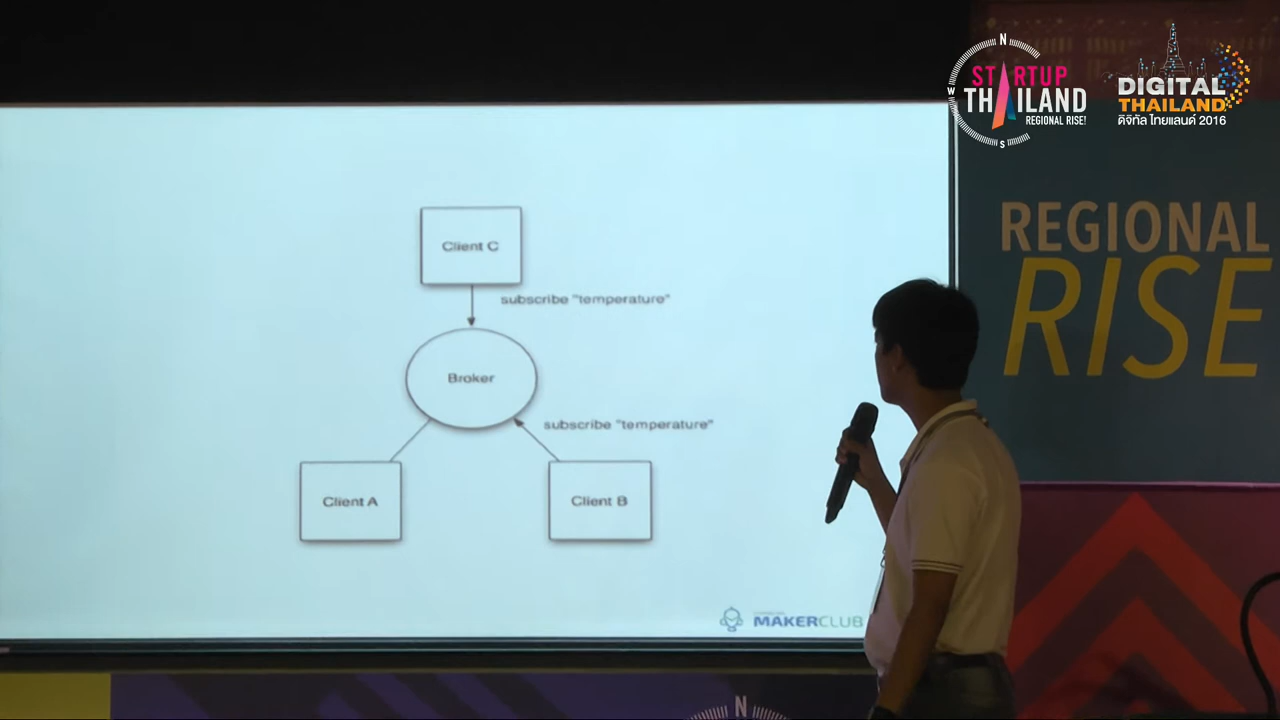 N
STARTUP
W
THAILAND
REGIONAL RISE!
S
DIGITAL
THAILAND
ดิจิทัล ไทยแลนด์ 2016
REGIONAL
RISE
Client C
subscribe "temperature"
Broker
subscribe "temperature"
Client A
Client B
MAKERCLUB
N